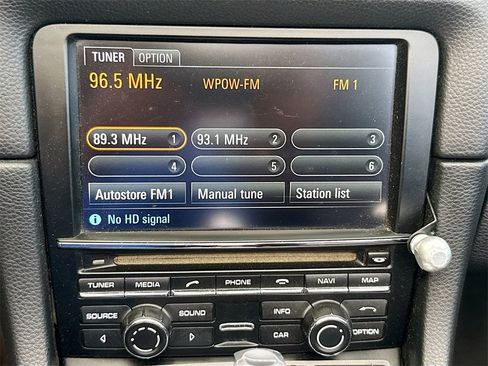 TUNER OPTION
96.5 MHz WPOW-FM FM 1
89.3 MHz 1 93.1 MHz 2 3
4 5 6
Autostore FM1 Manual tune Station list
i No HD signal
TUNER MEDIA PHONE NAVI MAP
SOURCE SOUND INFO
CAR OPTION